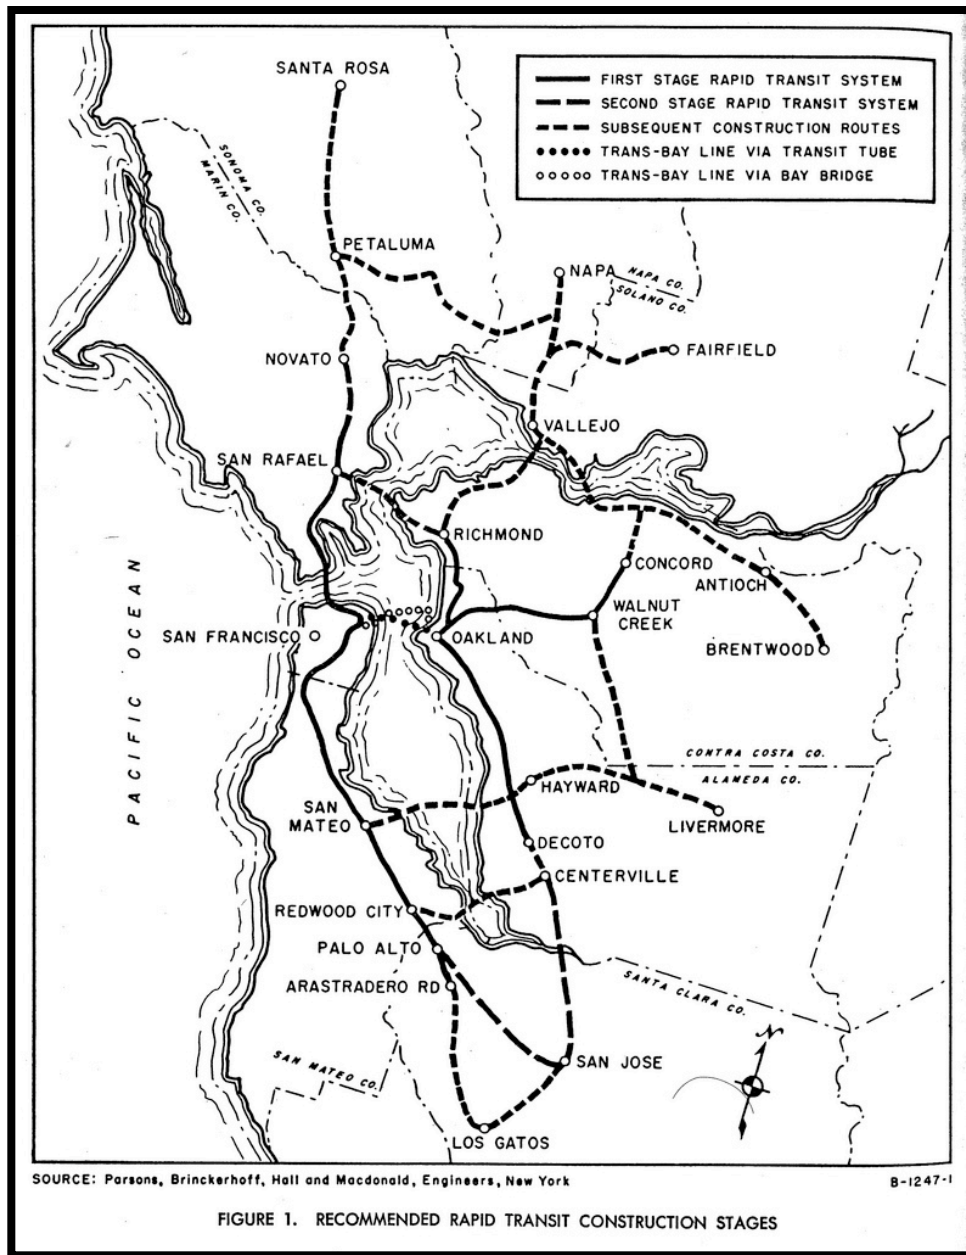 SANTA ROSA
FIRST STAGE RAPID TRANSIT SYSTEM
SECOND STAGE RAPID TRANSIT SYSTEM
SUBSEQUENT CONSTRUCTION ROUTES
TRANS-BAY LINE VIA TRANSIT TUBE
TRANS-BAY LINE VIA BAY BRIDGE
SONOMA CO.
MARIN CO.
PETALUMA
NAPA
NAPA CO.
SOLANO CO.
NOVATO
FAIRFIELD
VALLEJO
SAN RAFAEL
RICHMOND
CONCORD
ANTIOCH
WALNUT
CREEK
SAN FRANCISCO
OAKLAND
BRENTWOOD
PACIFIC OCEAN
CONTRA COSTA CO.
ALAMEDA CO.
HAYWARD
SAN
MATEO
LIVERMORE
DECOTO
CENTERVILLE
REDWOOD CITY
PALO ALTO
ARASTRADERO RD
SANTA CLARA CO.
SAN MATEO CO.
SAN JOSE
N
LOS GATOS
SOURCE: Parsons, Brinckerhoff, Hall and Macdonald, Engineers, New York
B-1247-1
FIGURE 1. RECOMMENDED RAPID TRANSIT CONSTRUCTION STAGES